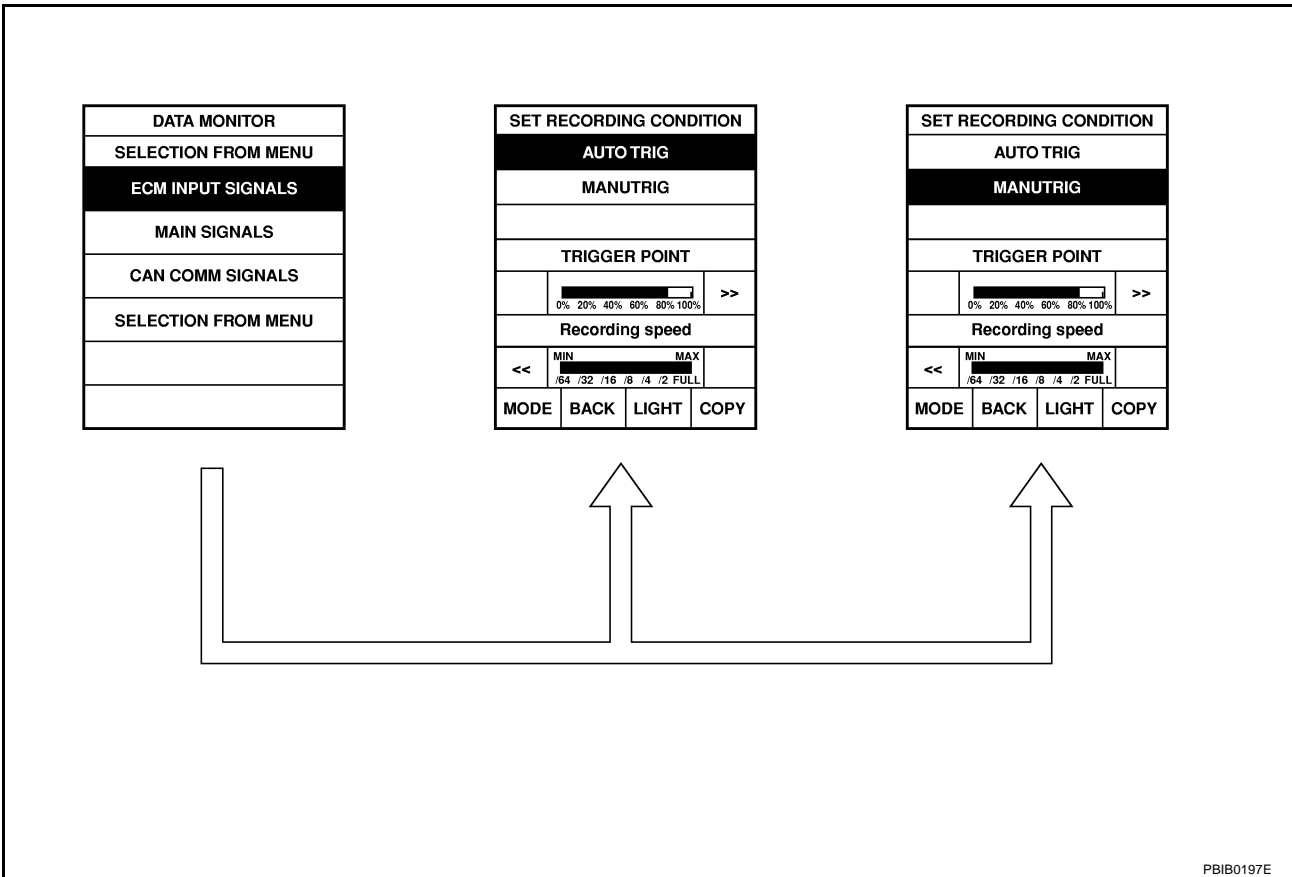 DATA MONITOR
SELECTION FROM MENU
ECM INPUT SIGNALS
MAIN SIGNALS
CAN COMM SIGNALS
SELECTION FROM MENU
SET RECORDING CONDITION
AUTO TRIG
MANUTRIG
TRIGGER POINT
>>
0% 20% 40% 60% 80% 100%
Recording speed
MIN MAX
<<
/64 /32 /16 /8 /4 /2 FULL
MODE BACK LIGHT COPY
SET RECORDING CONDITION
AUTO TRIG
MANUTRIG
TRIGGER POINT
>>
0% 20% 40% 60% 80% 100%
Recording speed
MIN MAX
<<
/64 /32 /16 /8 /4 /2 FULL
MODE BACK LIGHT COPY
PBIB0197E